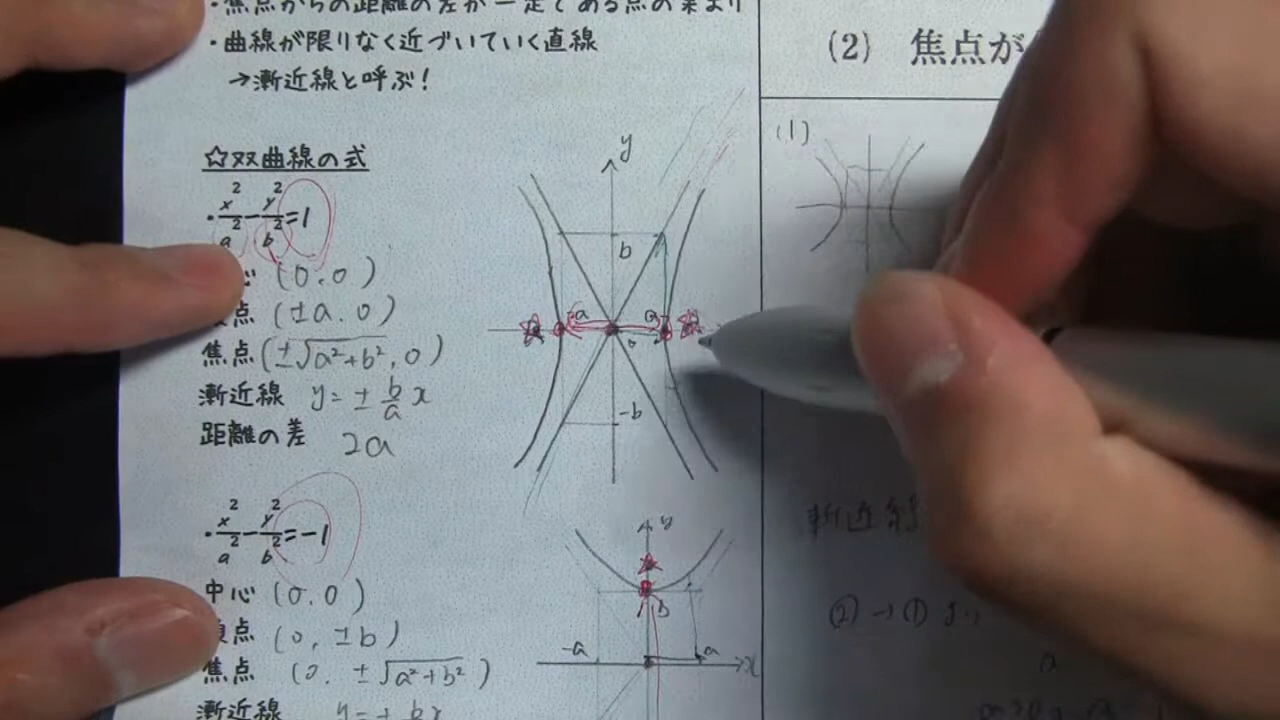 ・焦点からの距離の差が一定である点の集まり
・曲線が限りなく近づいていく直線
→漸近線と呼ぶ!
☆双曲線の式
・x²/a² - y²/b² = 1
心 (0.0)
点 (±a.0)
焦点 (±√a²+b², 0)
漸近線 y=± b/a x
距離の差 2a
y
b
-a
a
0
-b
・x²/a² - y²/b² = -1
中心 (0.0)
点 (0, ±b)
焦点 (0. ±√a²+b²)
漸近線 y=± bx
y
b
-a
a
x
(2) 焦点が
(1)
漸近線
② → ① より